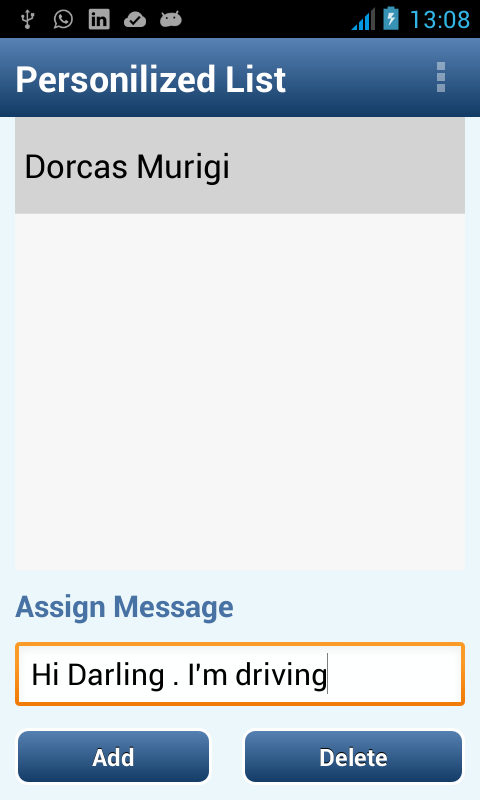 13:08
Personilized List
Dorcas Murigi
Assign Message
Hi Darling . I'm driving
Add
Delete